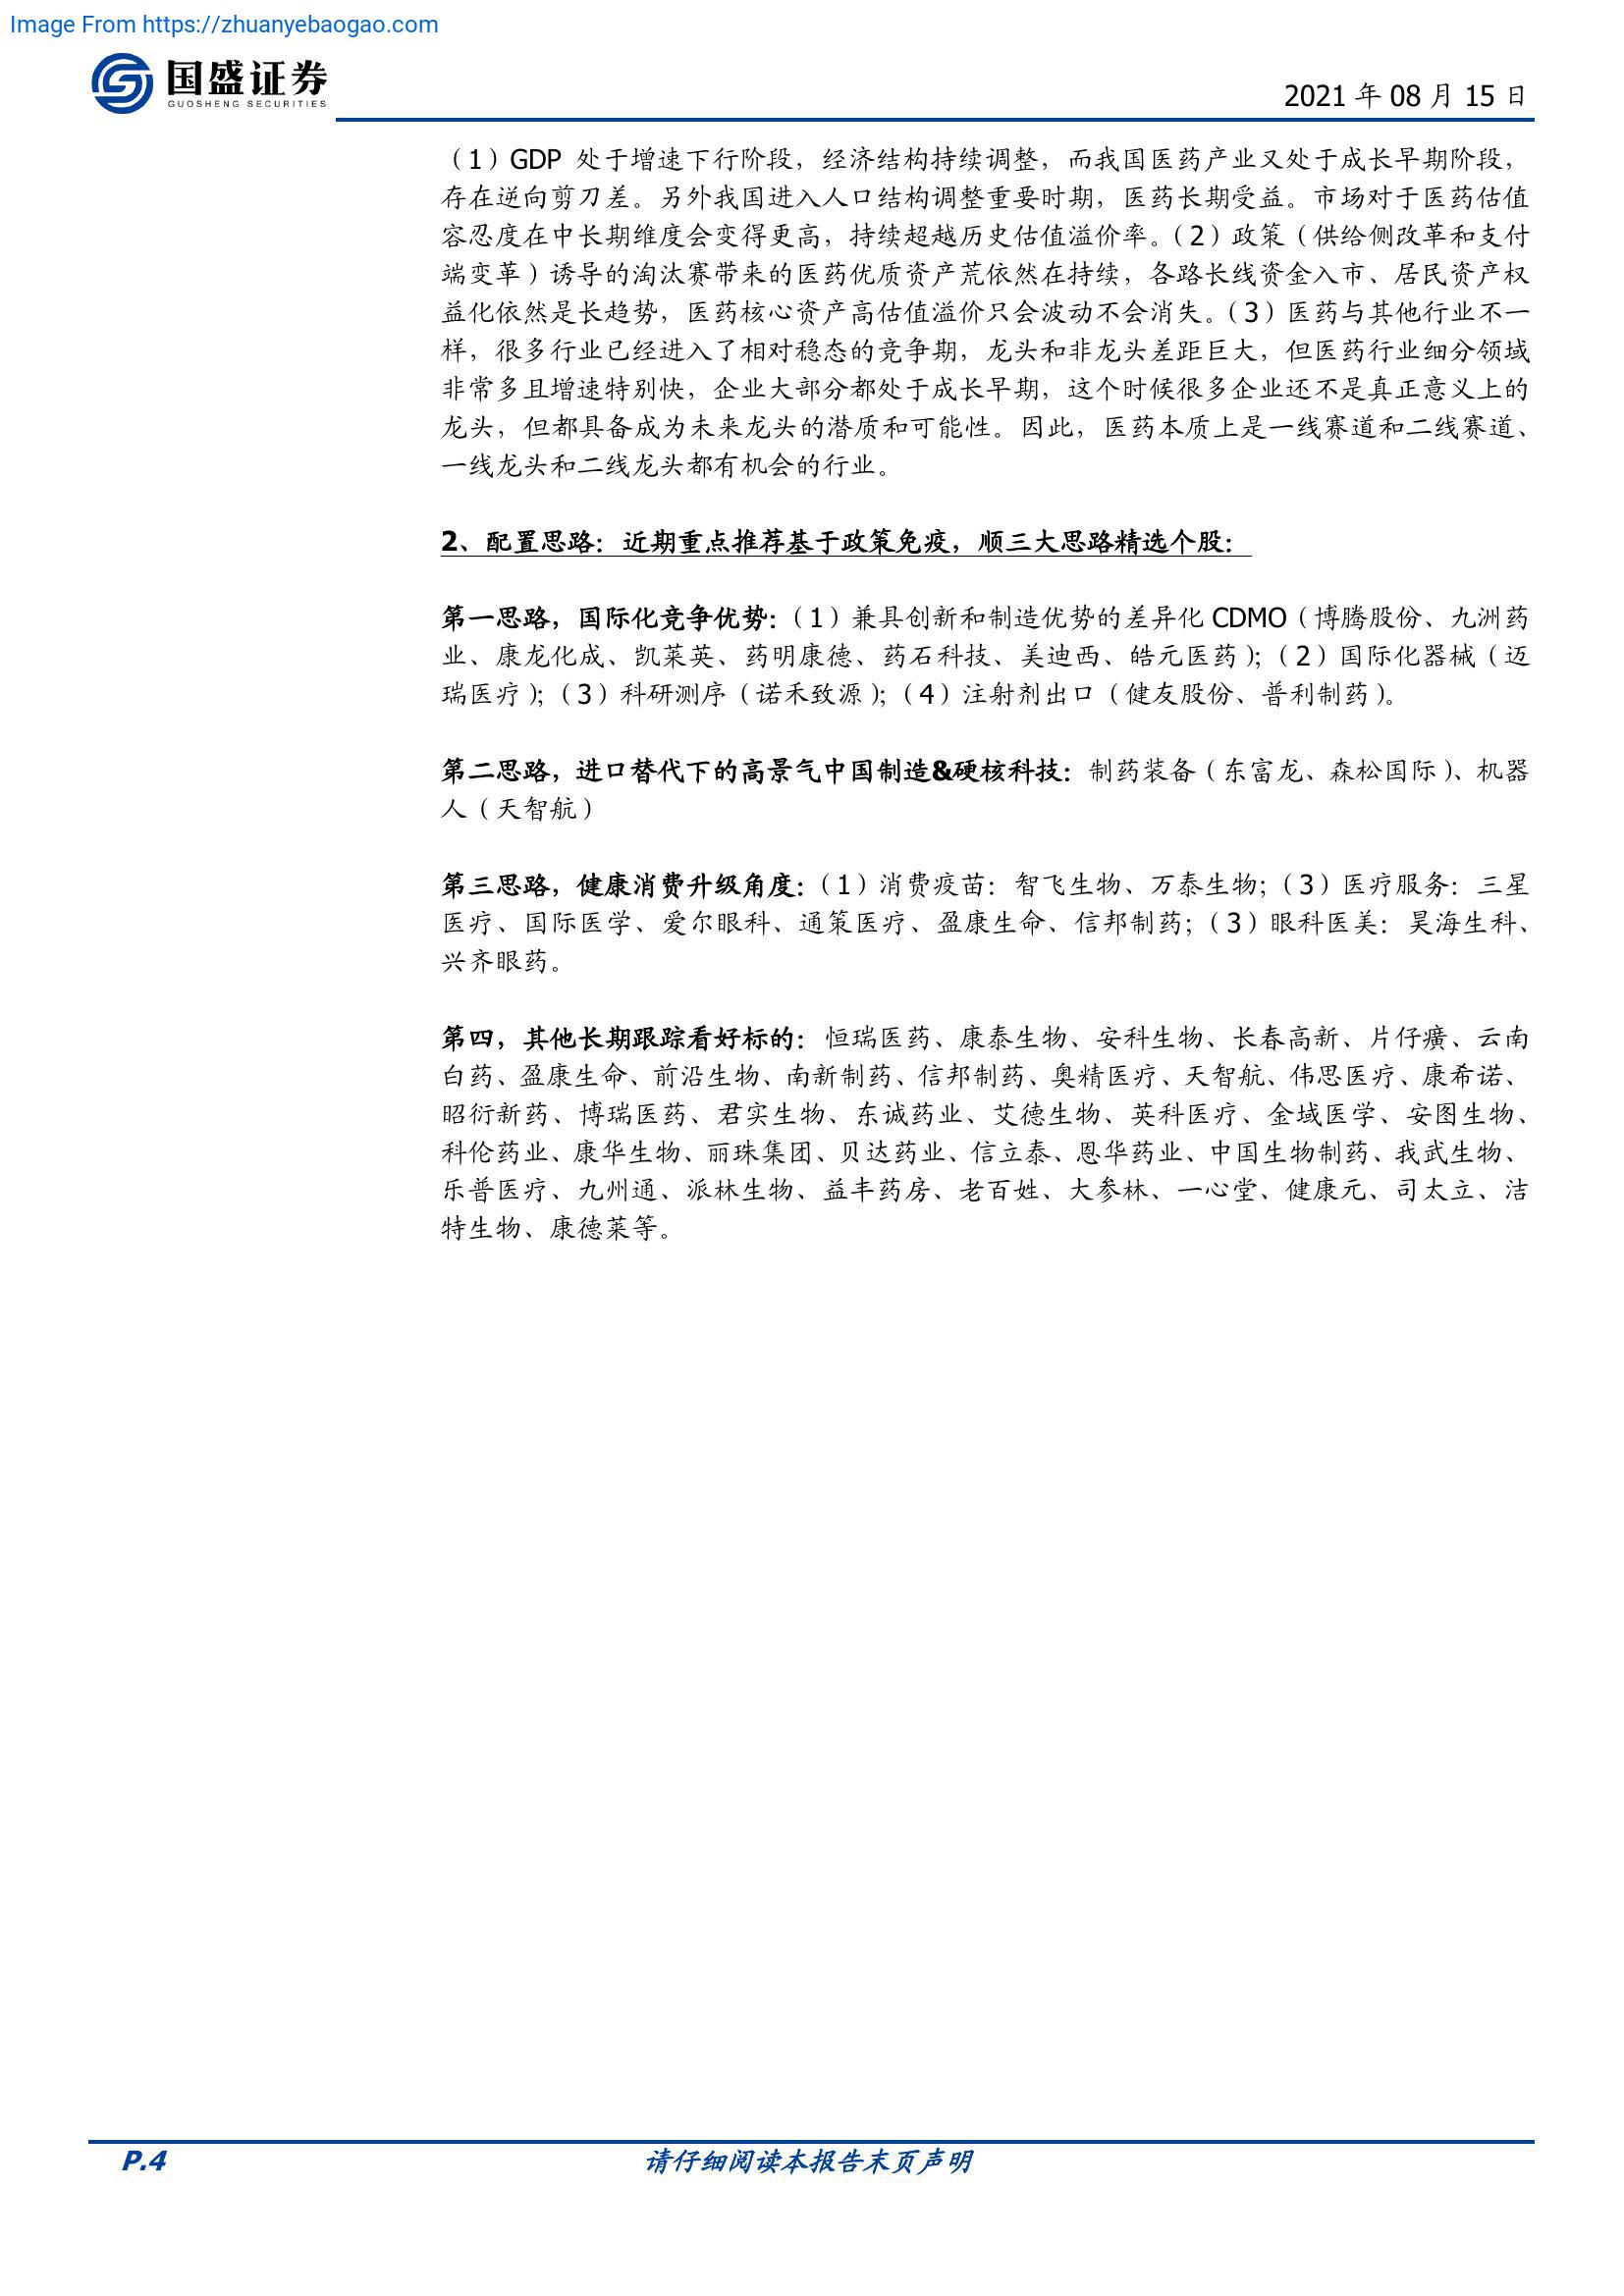 Image From https://zhuanyebaogao.com
国盛证券
GUOSHENG SECURITIES
2021 年 08 月 15 日
（1）GDP 处于增速下行阶段，经济结构持续调整，而我国医药产业又处于成长早期阶段，
存在逆向剪刀差。另外我国进入人口结构调整重要时期，医药长期受益。市场对于医药估值
容忍度在中长期维度会变得更高，持续超越历史估值溢价率。（2）政策（供给侧改革和支付
端变革）诱导的淘汰赛带来的医药优质资产荒依然在持续，各路长线资金入市、居民资产权
益化依然是长趋势，医药核心资产高估值溢价只会波动不会消失。（3）医药与其他行业不一
样，很多行业已经进入了相对稳态的竞争期，龙头和非龙头差距巨大，但医药行业细分领域
非常多且增速特别快，企业大部分都处于成长早期，这个时候很多企业还不是真正意义上的
龙头，但都具备成为未来龙头的潜质和可能性。因此，医药本质上是一线赛道和二线赛道、
一线龙头和二线龙头都有机会的行业。
2、配置思路：近期重点推荐基于政策免疫，顺三大思路精选个股：
第一思路，国际化竞争优势：（1）兼具创新和制造优势的差异化 CDMO（博腾股份、九洲药
业、康龙化成、凯莱英、药明康德、药石科技、美迪西、皓元医药）；（2）国际化器械（迈
瑞医疗）；（3）科研测序（诺禾致源）；（4）注射剂出口（健友股份、普利制药）。
第二思路，进口替代下的高景气中国制造&硬核科技：制药装备（东富龙、森松国际）、机器
人（天智航）
第三思路，健康消费升级角度：（1）消费疫苗：智飞生物、万泰生物；（3）医疗服务：三星
医疗、国际医学、爱尔眼科、通策医疗、盈康生命、信邦制药；（3）眼科医美：昊海生科、
兴齐眼药。
第四，其他长期跟踪看好标的：恒瑞医药、康泰生物、安科生物、长春高新、片仔癀、云南
白药、盈康生命、前沿生物、南新制药、信邦制药、奥精医疗、天智航、伟思医疗、康希诺、
昭衍新药、博瑞医药、君实生物、东诚药业、艾德生物、英科医疗、金域医学、安图生物、
科伦药业、康华生物、丽珠集团、贝达药业、信立泰、恩华药业、中国生物制药、我武生物、
乐普医疗、九州通、派林生物、益丰药房、老百姓、大参林、一心堂、健康元、司太立、洁
特生物、康德莱等。
P.4
请仔细阅读本报告末页声明